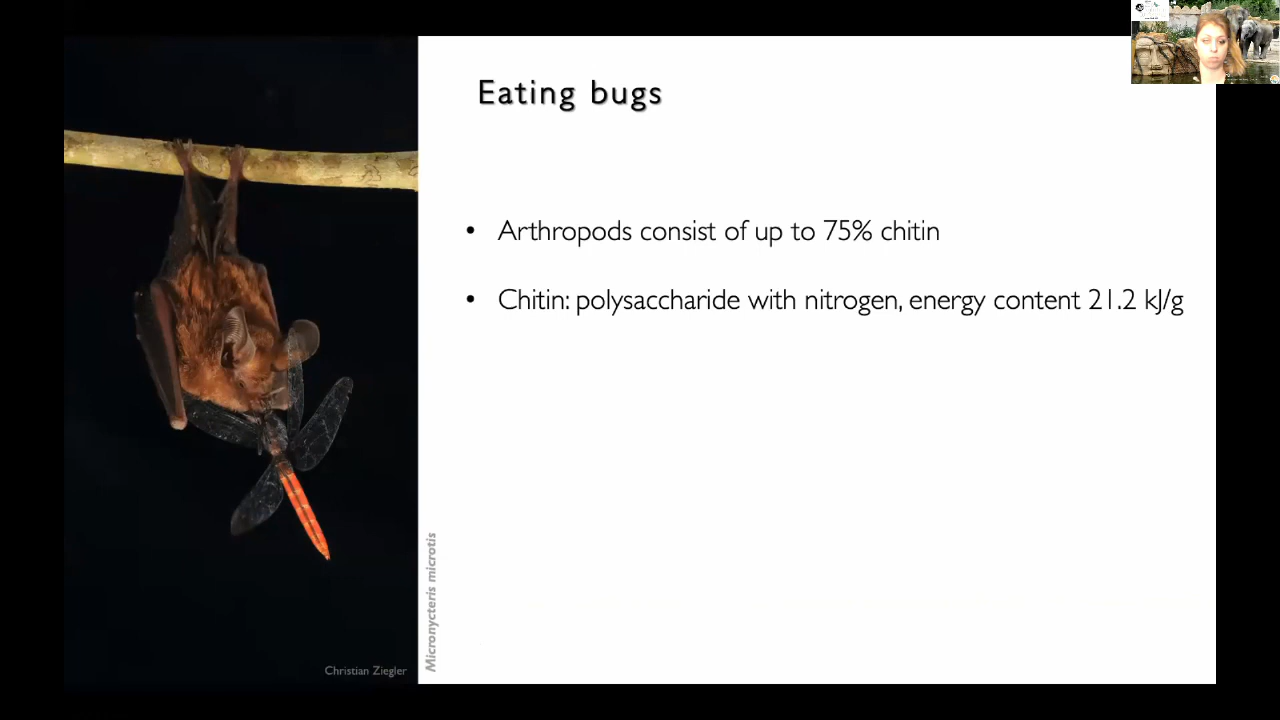 Eating bugs
• Arthropods consist of up to 75% chitin
• Chitin: polysaccharide with nitrogen, energy content 21.2 kJ/g
Micronycteris microtis
Christian Ziegler